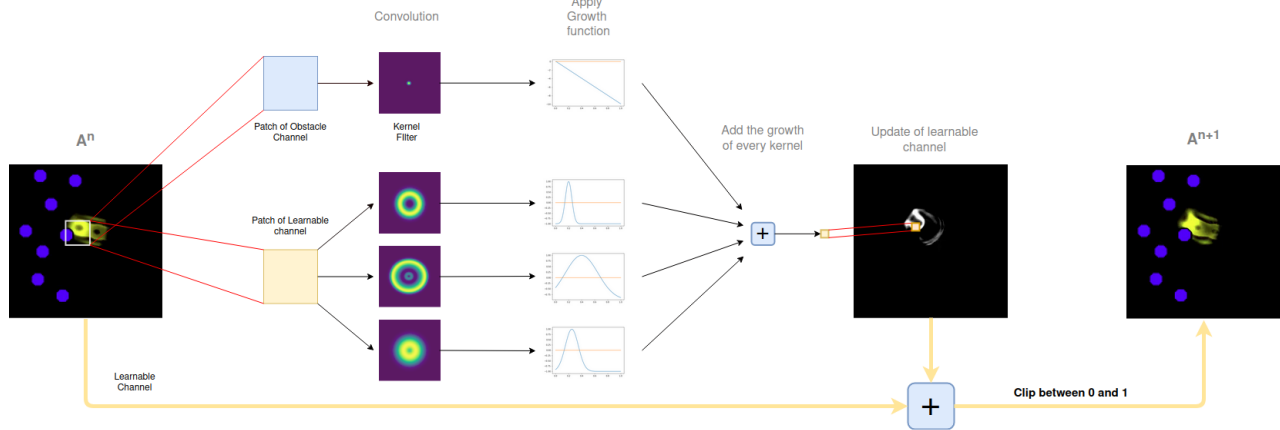 Convolution
Apply
Growth
function
Patch of Obstacle
Channel
Kernel
FIlter
Aⁿ
Add the growth
of every kernel
Update of learnable
channel
Aⁿ⁺¹
Patch of Learnable
channel
+
Learnable
Channel
+
Clip between 0 and 1